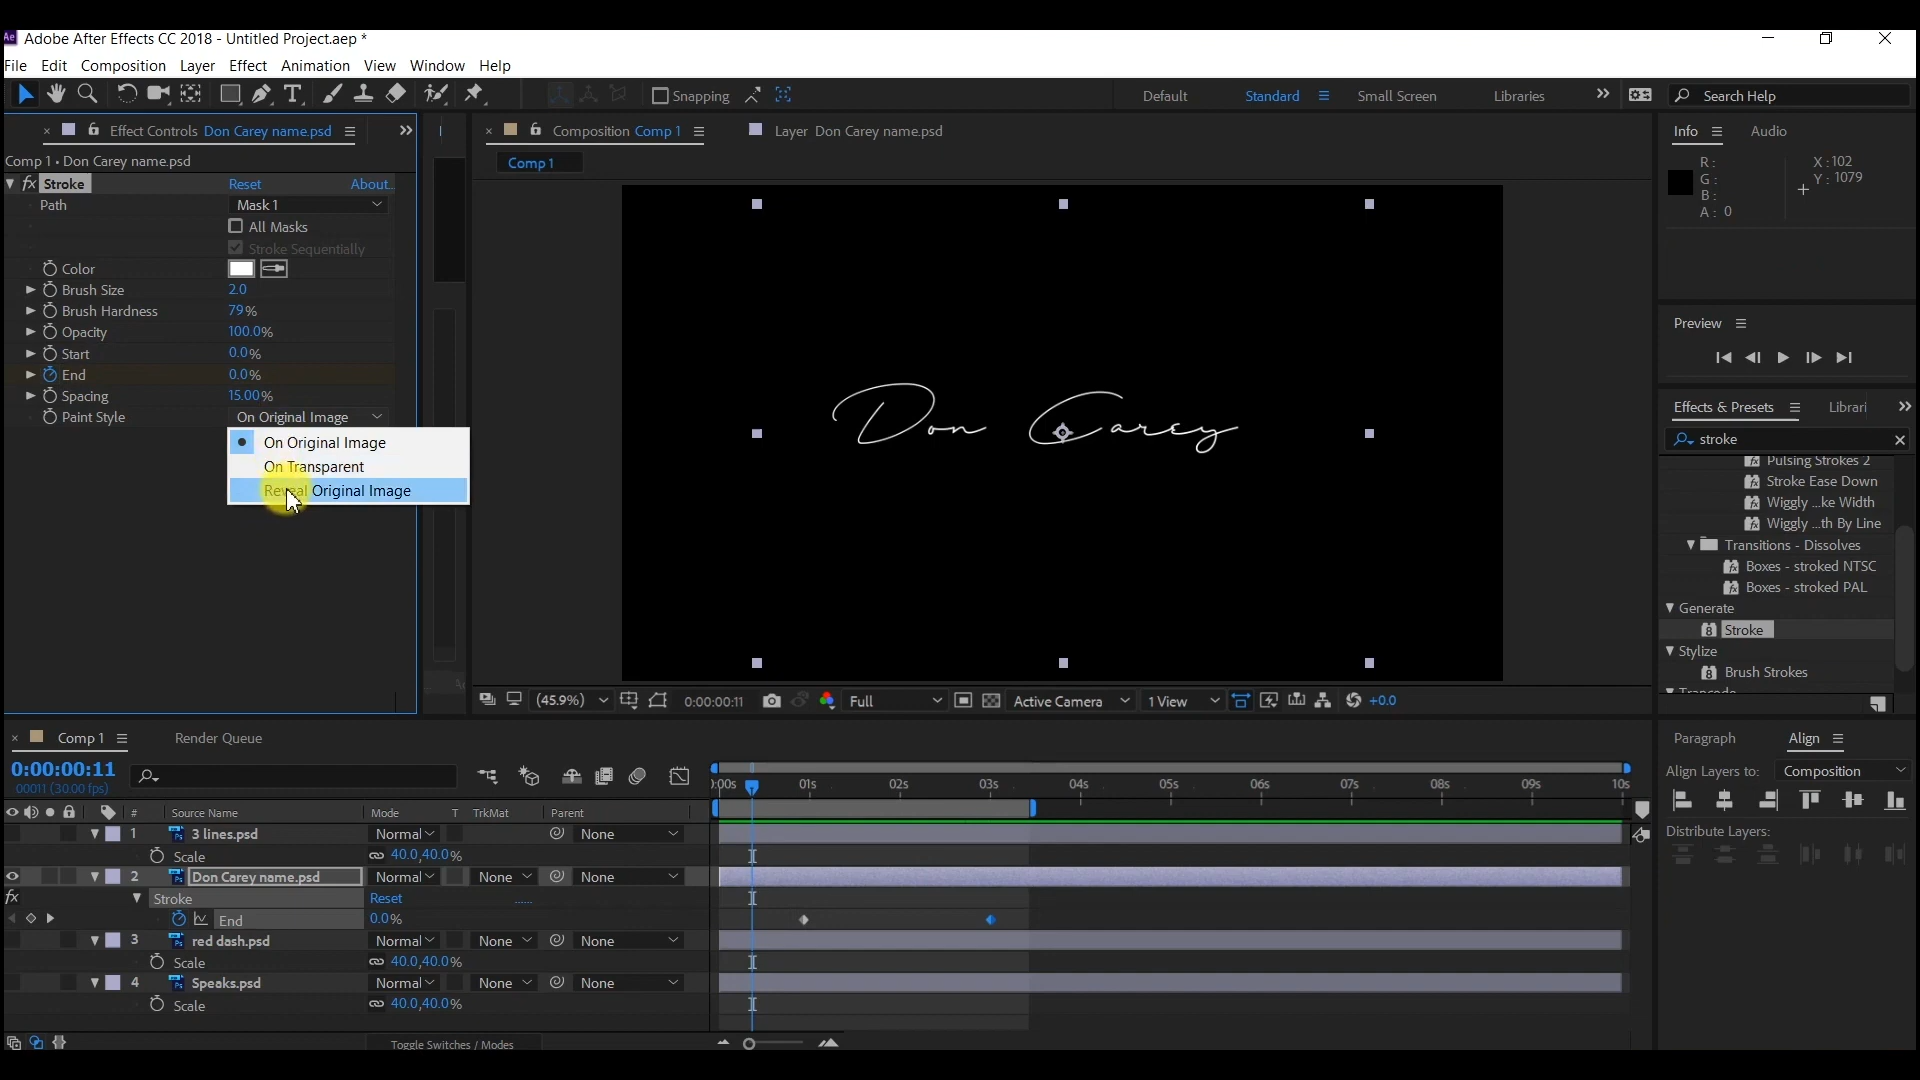 Ae Adobe After Effects CC 2018 - Untitled Project.aep *
File Edit Composition Layer Effect Animation View Window Help
T Snapping Default Standard Small Screen Libraries Search Help
Effect Controls Don Carey name.psd
Composition Comp 1
Layer Don Carey name.psd
Info Audio
Comp 1 • Don Carey name.psd
Comp 1
R: X : 102
G: Y : 1079
B:
A: 0
fx Stroke Reset About...
Path Mask 1
All Masks
Stroke Sequentially
Color
Brush Size 2.0
Brush Hardness 79%
Opacity 100.0%
Start 0.0%
End 0.0%
Spacing 15.00%
Paint Style On Original Image
On Original Image
On Transparent
Reveal Original Image
Don Carey
Preview
Effects & Presets Librari
stroke
Pulsing Strokes 2
Stroke Ease Down
Wiggly ...ke Width
Wiggly ...th By Line
Transitions - Dissolves
Boxes - stroked NTSC
Boxes - stroked PAL
Generate
Stroke
Stylize
Brush Strokes
Transcode
(45.9%) 0:00:00:11 Full Active Camera 1 View +0.0
Comp 1 Render Queue
0:00:00:11
00011 (30.00 fps)
:00s 01s 02s 03s 04s 05s 06s 07s 08s 09s 10s
# Source Name Mode T TrkMat Parent
1 3 lines.psd Normal None
Scale 40.0,40.0%
2 Don Carey name.psd Normal None None
fx Stroke Reset ......
End 0.0%
3 red dash.psd Normal None None
Scale 40.0,40.0%
4 Speaks.psd Normal None None
Scale 40.0,40.0%
Toggle Switches / Modes
Paragraph Align
Align Layers to: Composition
Distribute Layers: